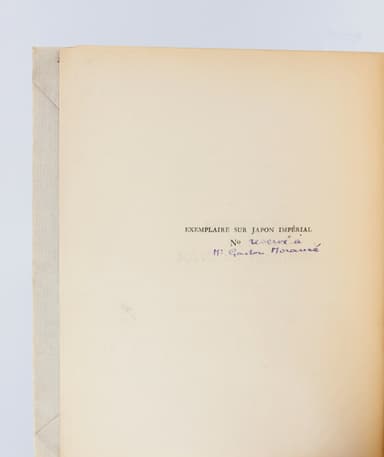 EXEMPLAIRE SUR JAPON IMPÉRIAL
No réservé à
Mr. Gaston Morancé